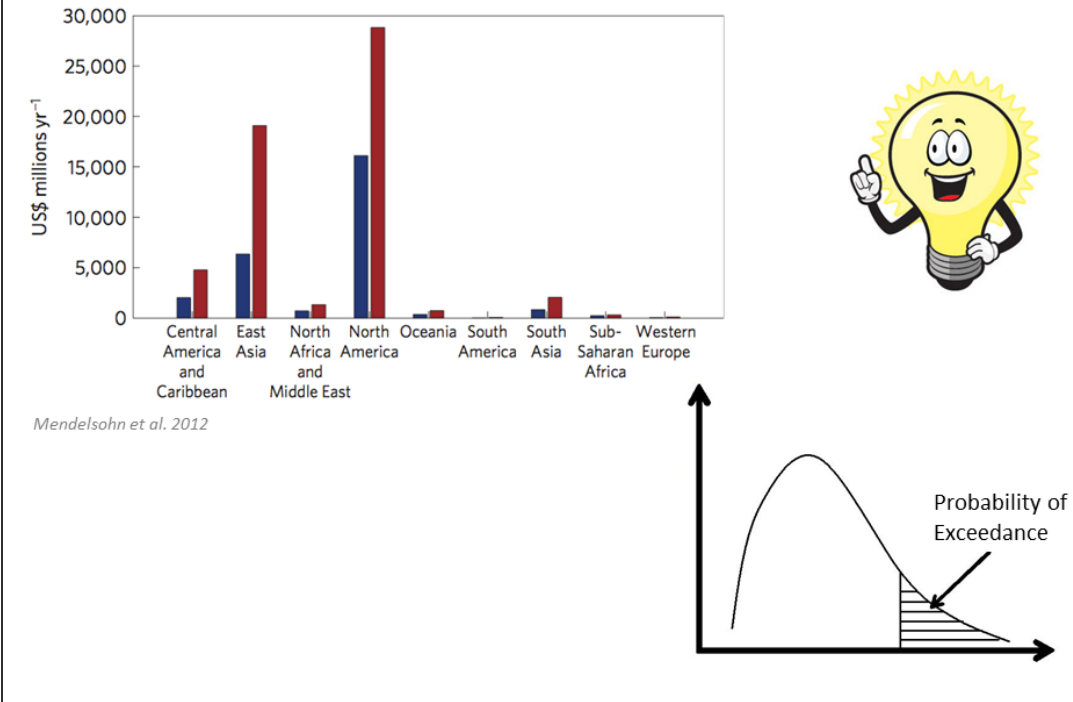 30,000
25,000
20,000
15,000
10,000
5,000
0
US$ millions yr⁻¹
Central
America
and
Caribbean
East
Asia
North
Africa
and
Middle East
North
America
Oceania
South
America
South
Asia
Sub-
Saharan
Africa
Western
Europe
Mendelsohn et al. 2012
Probability of
Exceedance